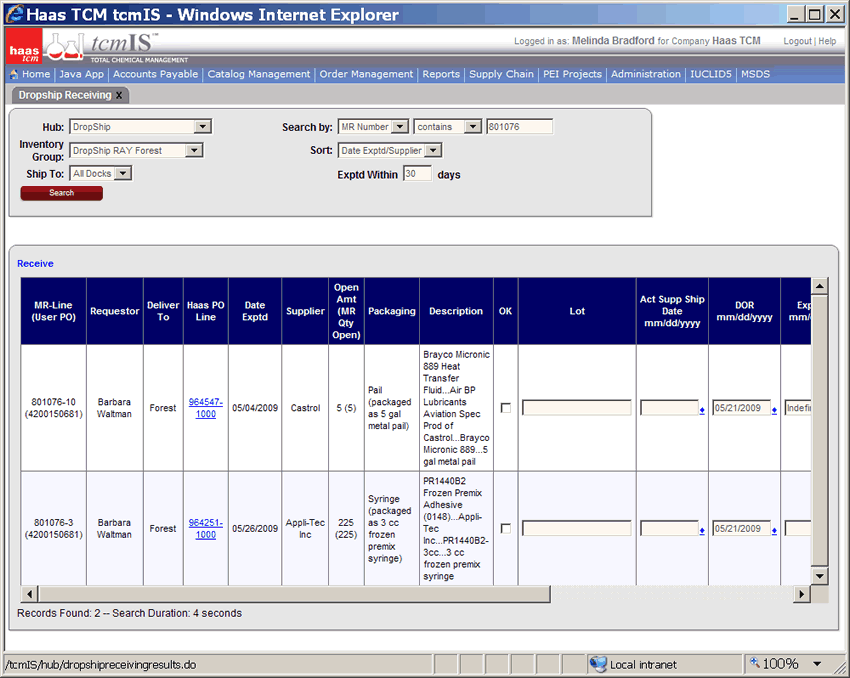 Haas TCM tcmIS - Windows Internet Explorer
haas tcm
tcmIS™
TOTAL CHEMICAL MANAGEMENT
Logged in as: Melinda Bradford for Company Haas TCM
Logout | Help
Home | Java App | Accounts Payable | Catalog Management | Order Management | Reports | Supply Chain | PEI Projects | Administration | IUCLID5 | MSDS
Dropship Receiving X
Hub: DropShip
Search by: MR Number contains 801076
Inventory Group: DropShip RAY Forest
Sort: Date Exptd/Supplier
Ship To: All Docks
Exptd Within 30 days
Search
Receive
MR-Line (User PO)
Requestor
Deliver To
Haas PO Line
Date Exptd
Supplier
Open Amt (MR Qty Open)
Packaging
Description
OK
Lot
Act Supp Ship Date mm/dd/yyyy
DOR mm/dd/yyyy
801076-10 (4200150681)
Barbara Waltman
Forest
964547-1000
05/04/2009
Castrol
5 (5)
Pail (packaged as 5 gal metal pail)
Brayco Micronic 889 Heat Transfer Fluid...Air BP Lubricants Aviation Spec Prod of Castrol...Brayco Micronic 889...5 gal metal pail
05/21/2009
Indefi
801076-3 (4200150681)
Barbara Waltman
Forest
964251-1000
05/26/2009
Appli-Tec Inc
225 (225)
Syringe (packaged as 3 cc frozen premix syringe)
PR1440B2 Frozen Premix Adhesive (0148)...Appli-Tec Inc...PR1440B2-3cc...3 cc frozen premix syringe
05/21/2009
Records Found: 2 -- Search Duration: 4 seconds
/tcmIS/hub/dropshipreceivingresults.do
Local intranet
100%